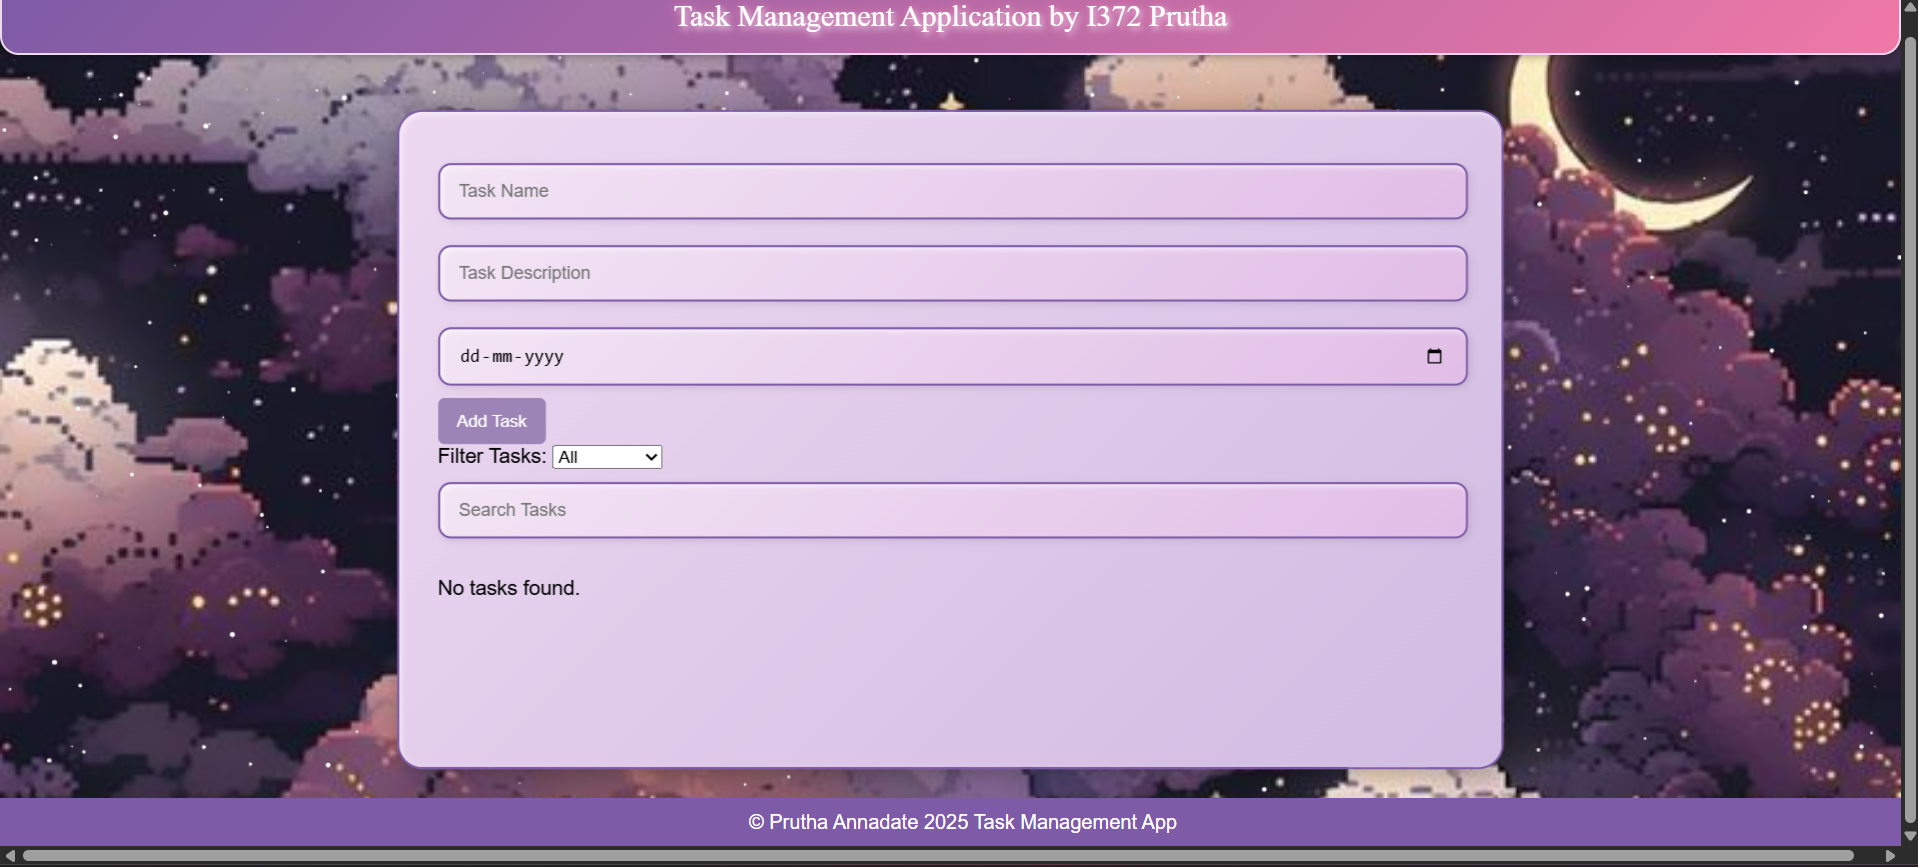 Task Management Application by I372 Prutha
Task Name
Task Description
dd-mm-yyyy
Add Task
Filter Tasks: All
Search Tasks
No tasks found.
© Prutha Annadate 2025 Task Management App